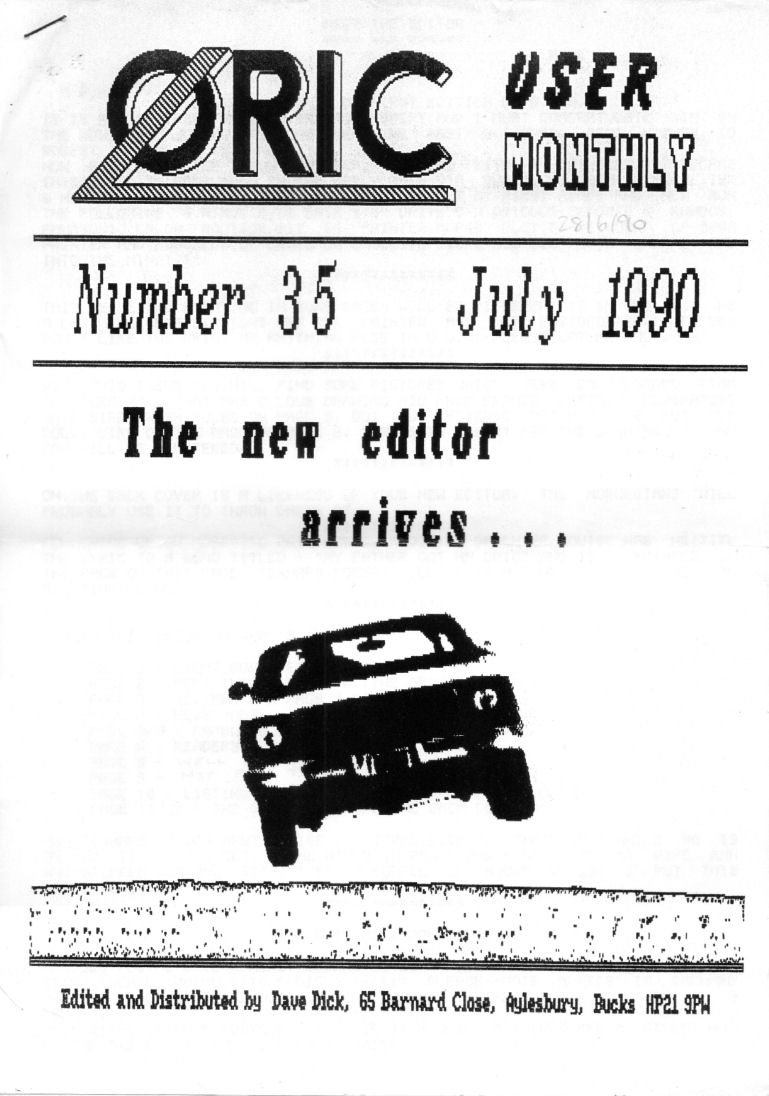 ORIC USER
MONTHLY
28/6/90
Number 35 July 1990
The new editor
arrives...
Edited and Distributed by Dave Dick, 65 Barnard Close, Aylesbury, Bucks HP21 9PW